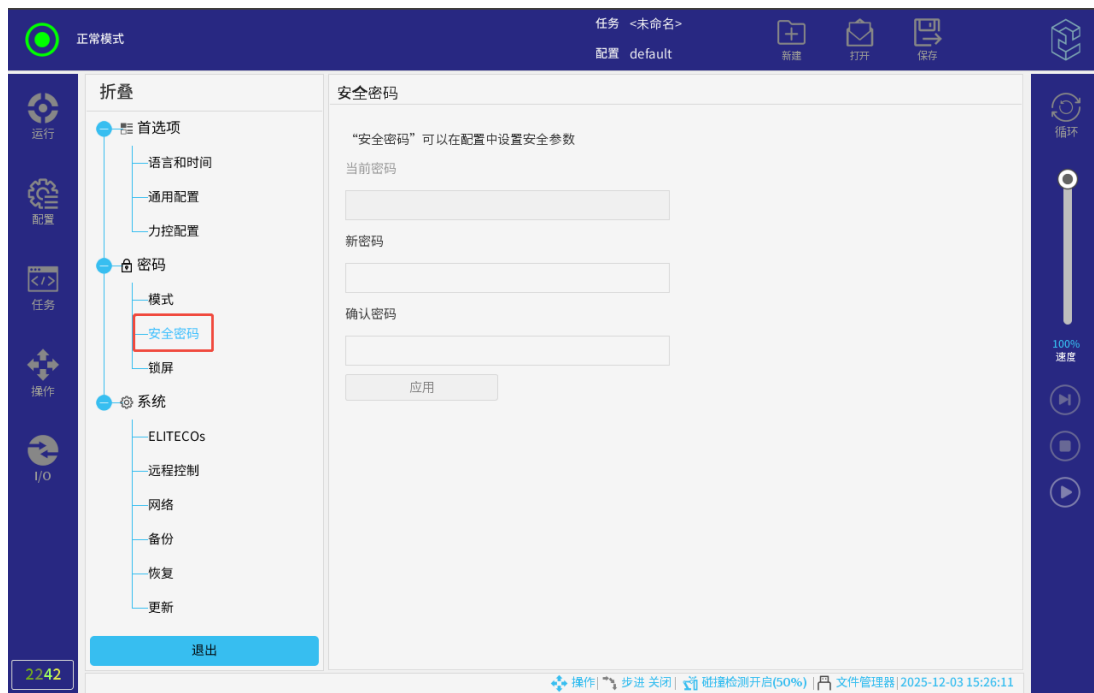 正常模式
任务 <未命名>
配置 default
新建
打开
保存
运行
配置
任务
操作
I/O
2242
折叠
首选项
语言和时间
通用配置
力控配置
密码
模式
安全密码
锁屏
系统
ELITECOs
远程控制
网络
备份
恢复
更新
退出
安全密码
“安全密码”可以在配置中设置安全参数
当前密码
新密码
确认密码
应用
循环
100%
速度
操作| 步进 关闭| 碰撞检测开启(50%) | 文件管理器| 2025-12-03 15:26:11